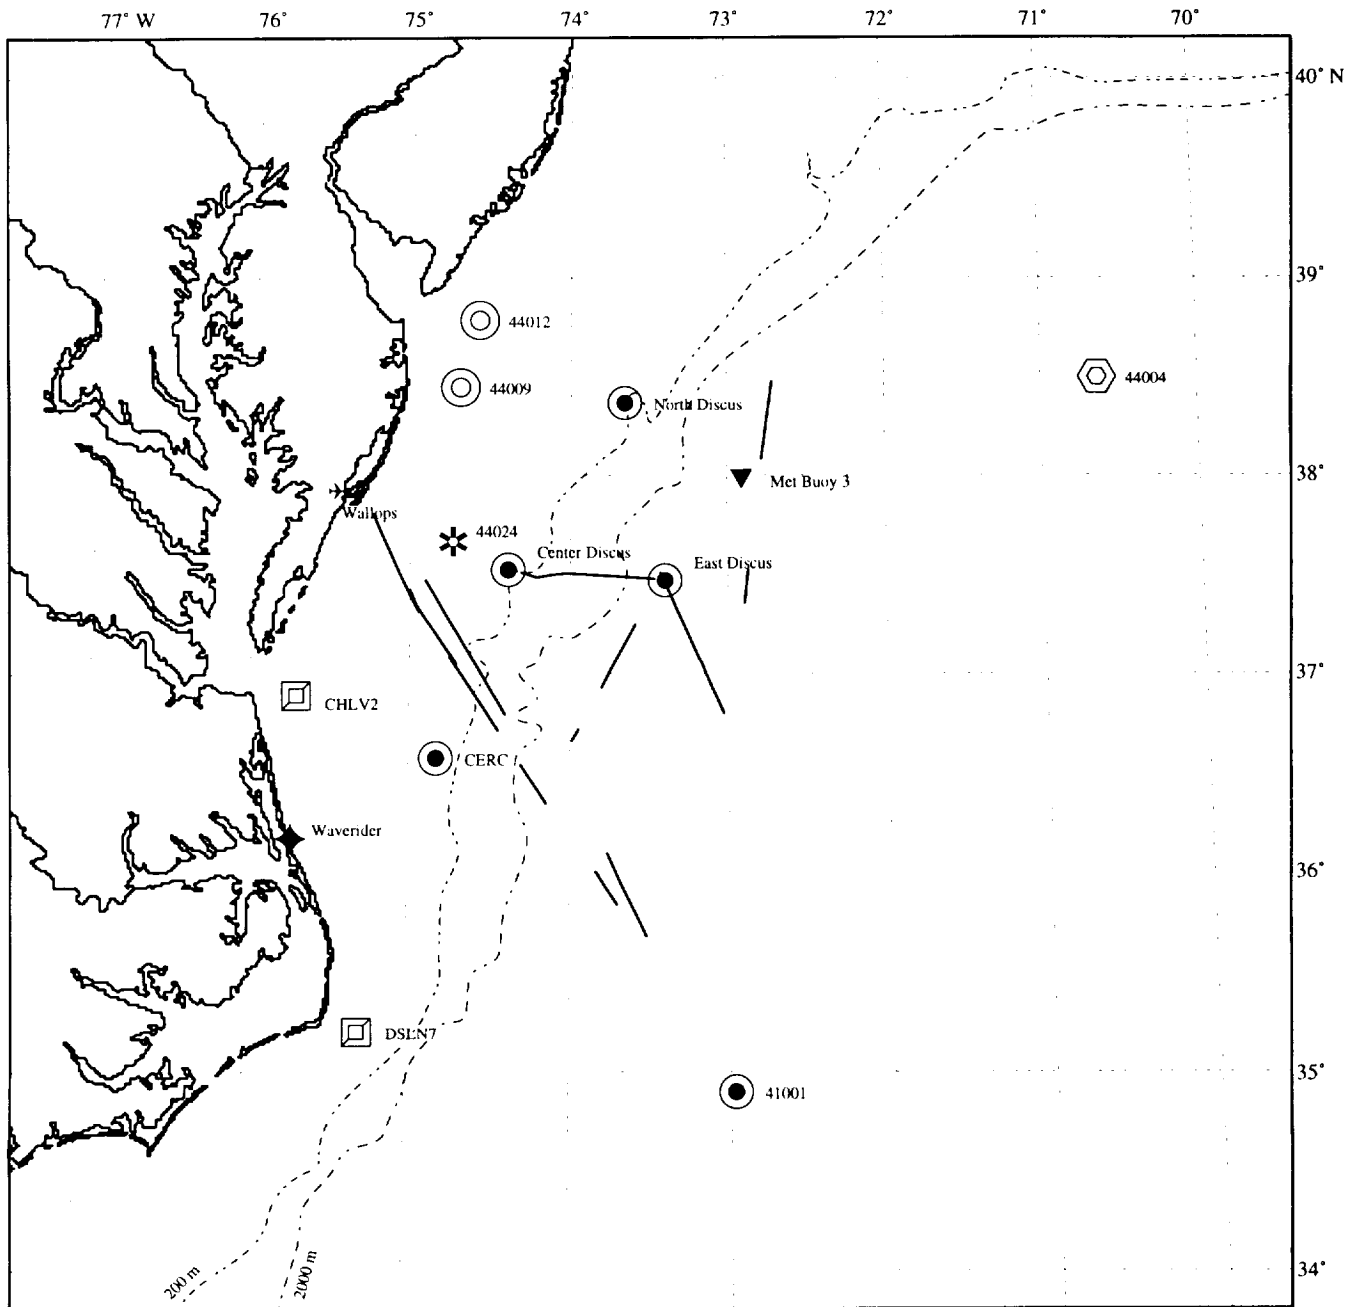 77° W 76° 75° 74° 73° 72° 71° 70°
40° N
39°
44012
44004
44009
North Discus
38°
Met Buoy 3
Wallops
44024
Center Discus
East Discus
37°
CHLV2
CERC
Waverider
36°
DSLN7
35°
41001
34°
200 m
2000 m